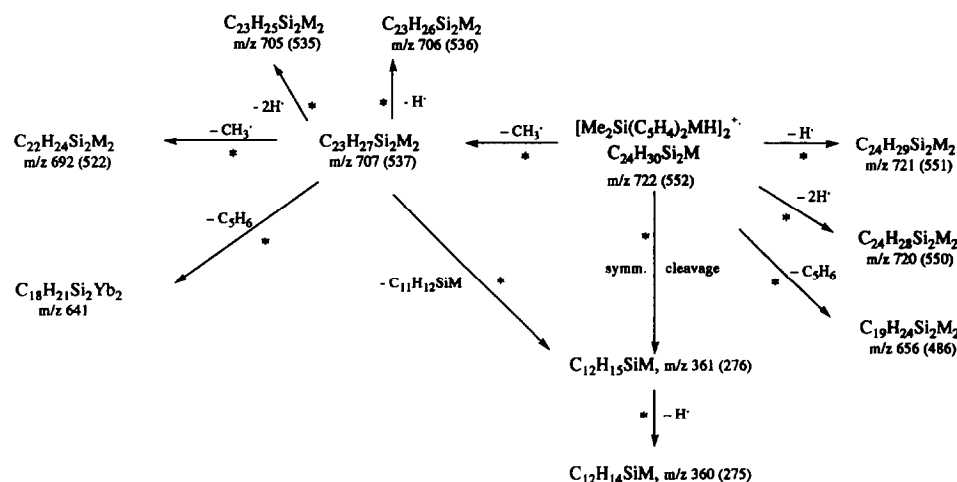 C23H25Si2M2
m/z 705 (535)
C23H26Si2M2
m/z 706 (536)
- 2H· *
* - H·
C22H24Si2M2
m/z 692 (522)
– CH3·
*
C23H27Si2M2
m/z 707 (537)
– CH3·
*
[Me2Si(C5H4)2MH]2+·
C24H30Si2M
m/z 722 (552)
– H·
*
C24H29Si2M2
m/z 721 (551)
– 2H·
*
C24H28Si2M2
m/z 720 (550)
– C5H6
*
– C5H6
*
C19H24Si2M2
m/z 656 (486)
C18H21Si2Yb2
m/z 641
– C11H12SiM *
*
symm. cleavage
C12H15SiM, m/z 361 (276)
* – H·
C12H14SiM, m/z 360 (275)